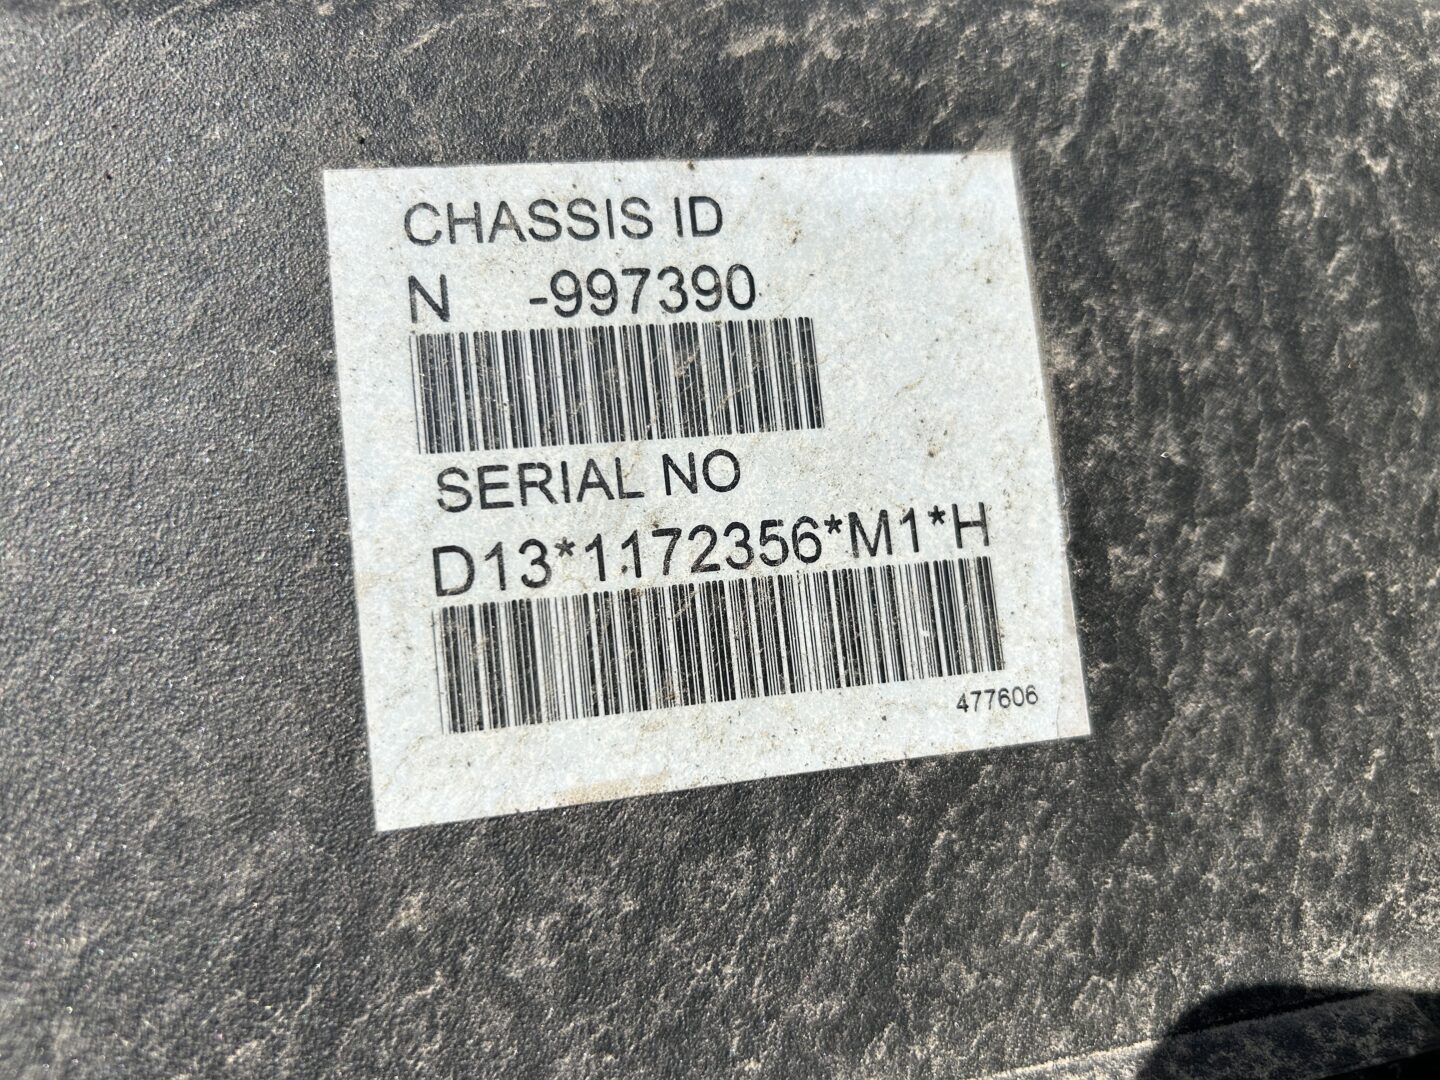 CHASSIS ID
N -997390
SERIAL NO
D13*1172356*M1*H
477606